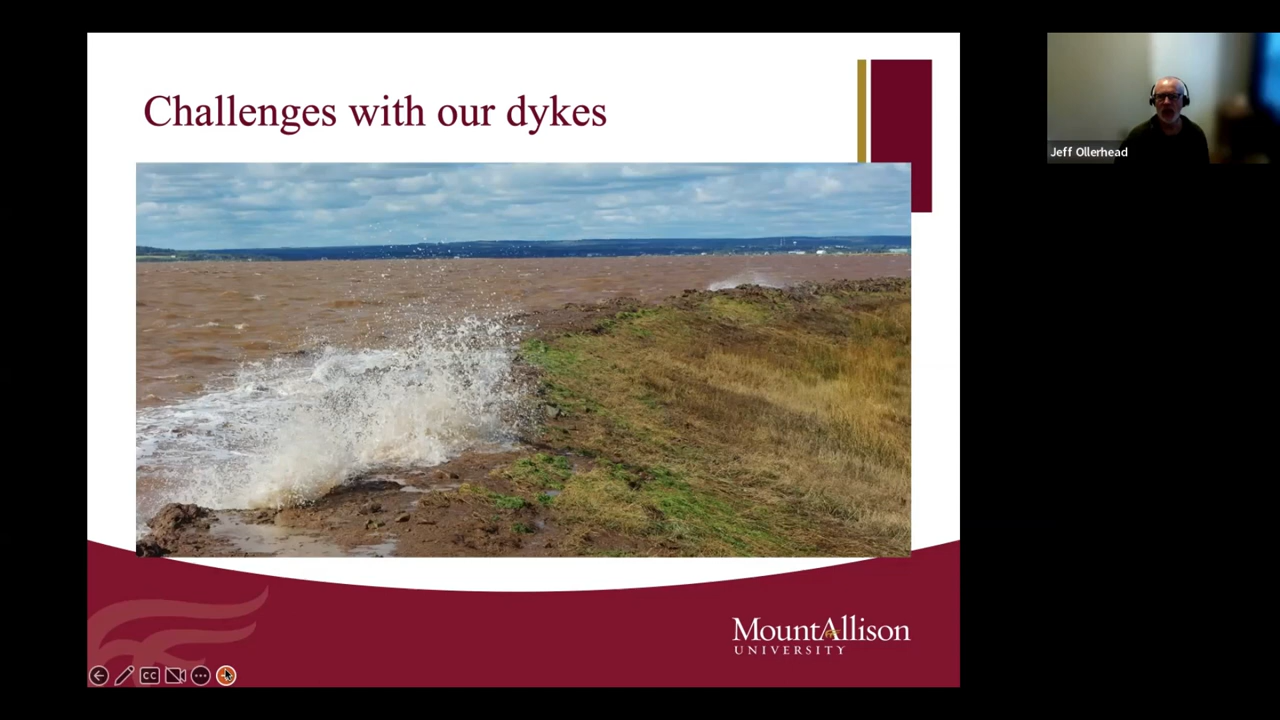 Challenges with our dykes
Jeff Ollerhead
MountAllison
UNIVERSITY
CC